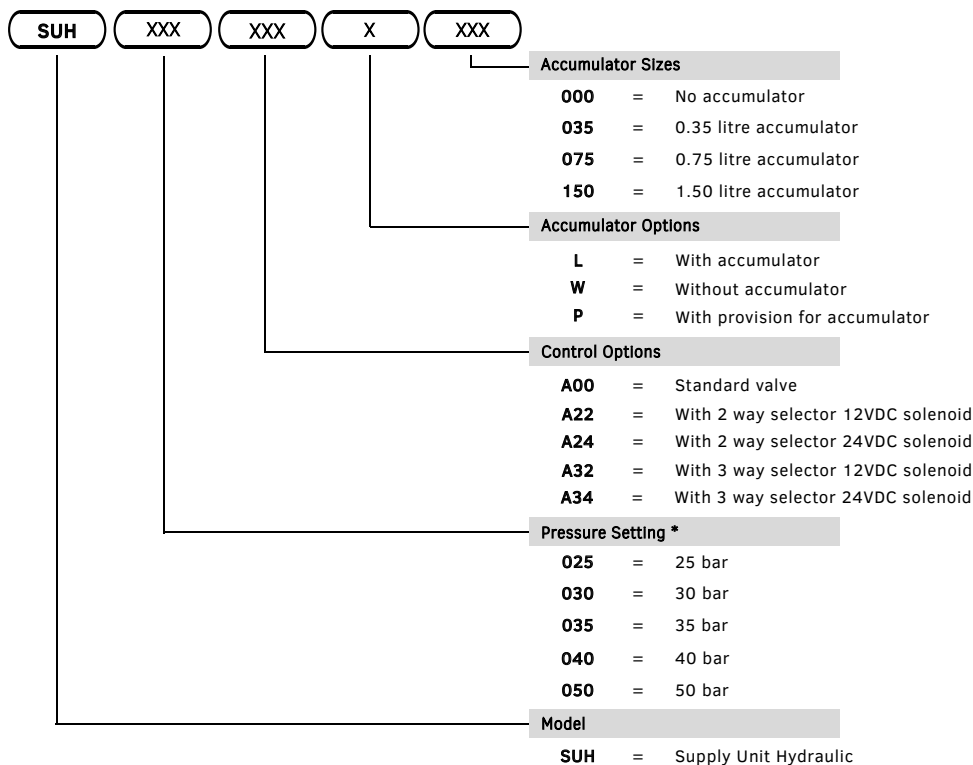 SUH XXX XXX X XXX
Accumulator Sizes
000 = No accumulator
035 = 0.35 litre accumulator
075 = 0.75 litre accumulator
150 = 1.50 litre accumulator
Accumulator Options
L = With accumulator
W = Without accumulator
P = With provision for accumulator
Control Options
A00 = Standard valve
A22 = With 2 way selector 12VDC solenoid
A24 = With 2 way selector 24VDC solenoid
A32 = With 3 way selector 12VDC solenoid
A34 = With 3 way selector 24VDC solenoid
Pressure Setting *
025 = 25 bar
030 = 30 bar
035 = 35 bar
040 = 40 bar
050 = 50 bar
Model
SUH = Supply Unit Hydraulic